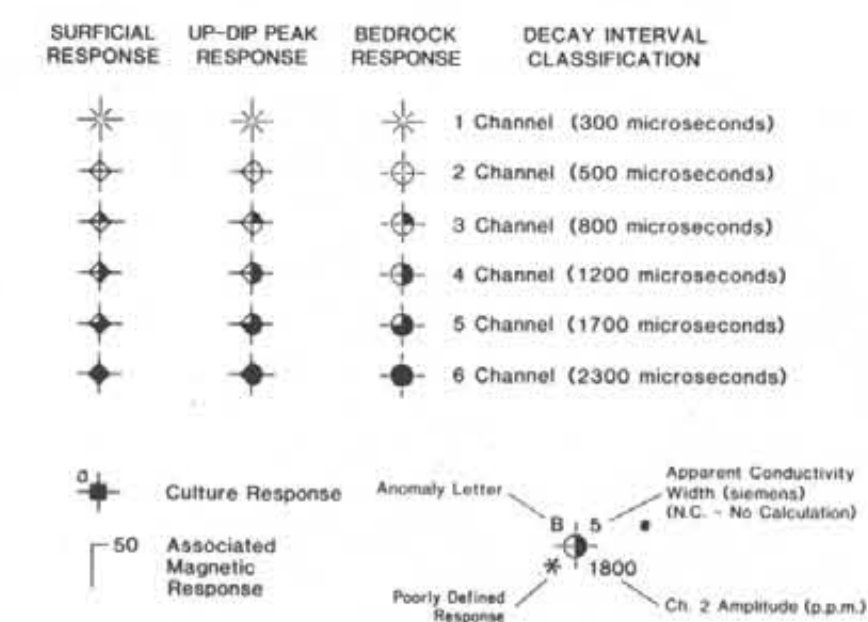 SURFICIAL RESPONSE
UP-DIP PEAK RESPONSE
BEDROCK RESPONSE
DECAY INTERVAL CLASSIFICATION
1 Channel (300 microseconds)
2 Channel (500 microseconds)
3 Channel (800 microseconds)
4 Channel (1200 microseconds)
5 Channel (1700 microseconds)
6 Channel (2300 microseconds)
a
Culture Response
50
Associated
Magnetic
Response
Anomaly Letter
Apparent Conductivity
Width (siemens)
(N.C. - No Calculation)
B 5
* 1800
Poorly Defined
Response
Ch. 2 Amplitude (p.p.m.)